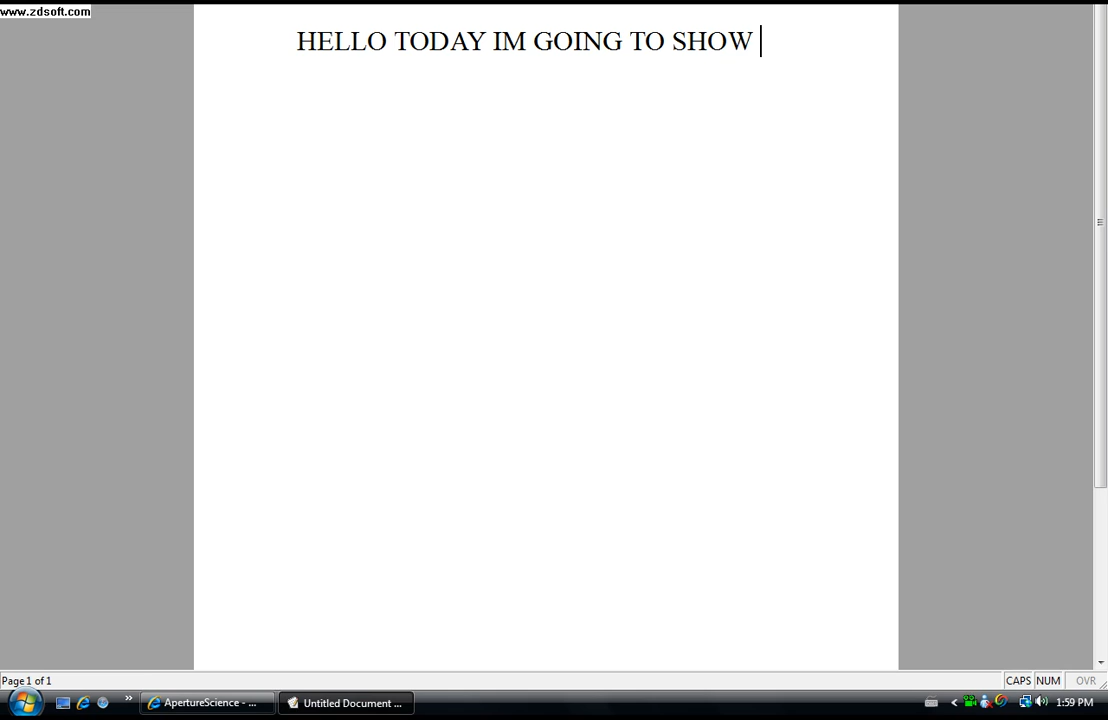 www.zdsoft.com
HELLO TODAY IM GOING TO SHOW
Page 1 of 1
CAPS NUM OVR
ApertureScience - ...
Untitled Document ...
1:59 PM